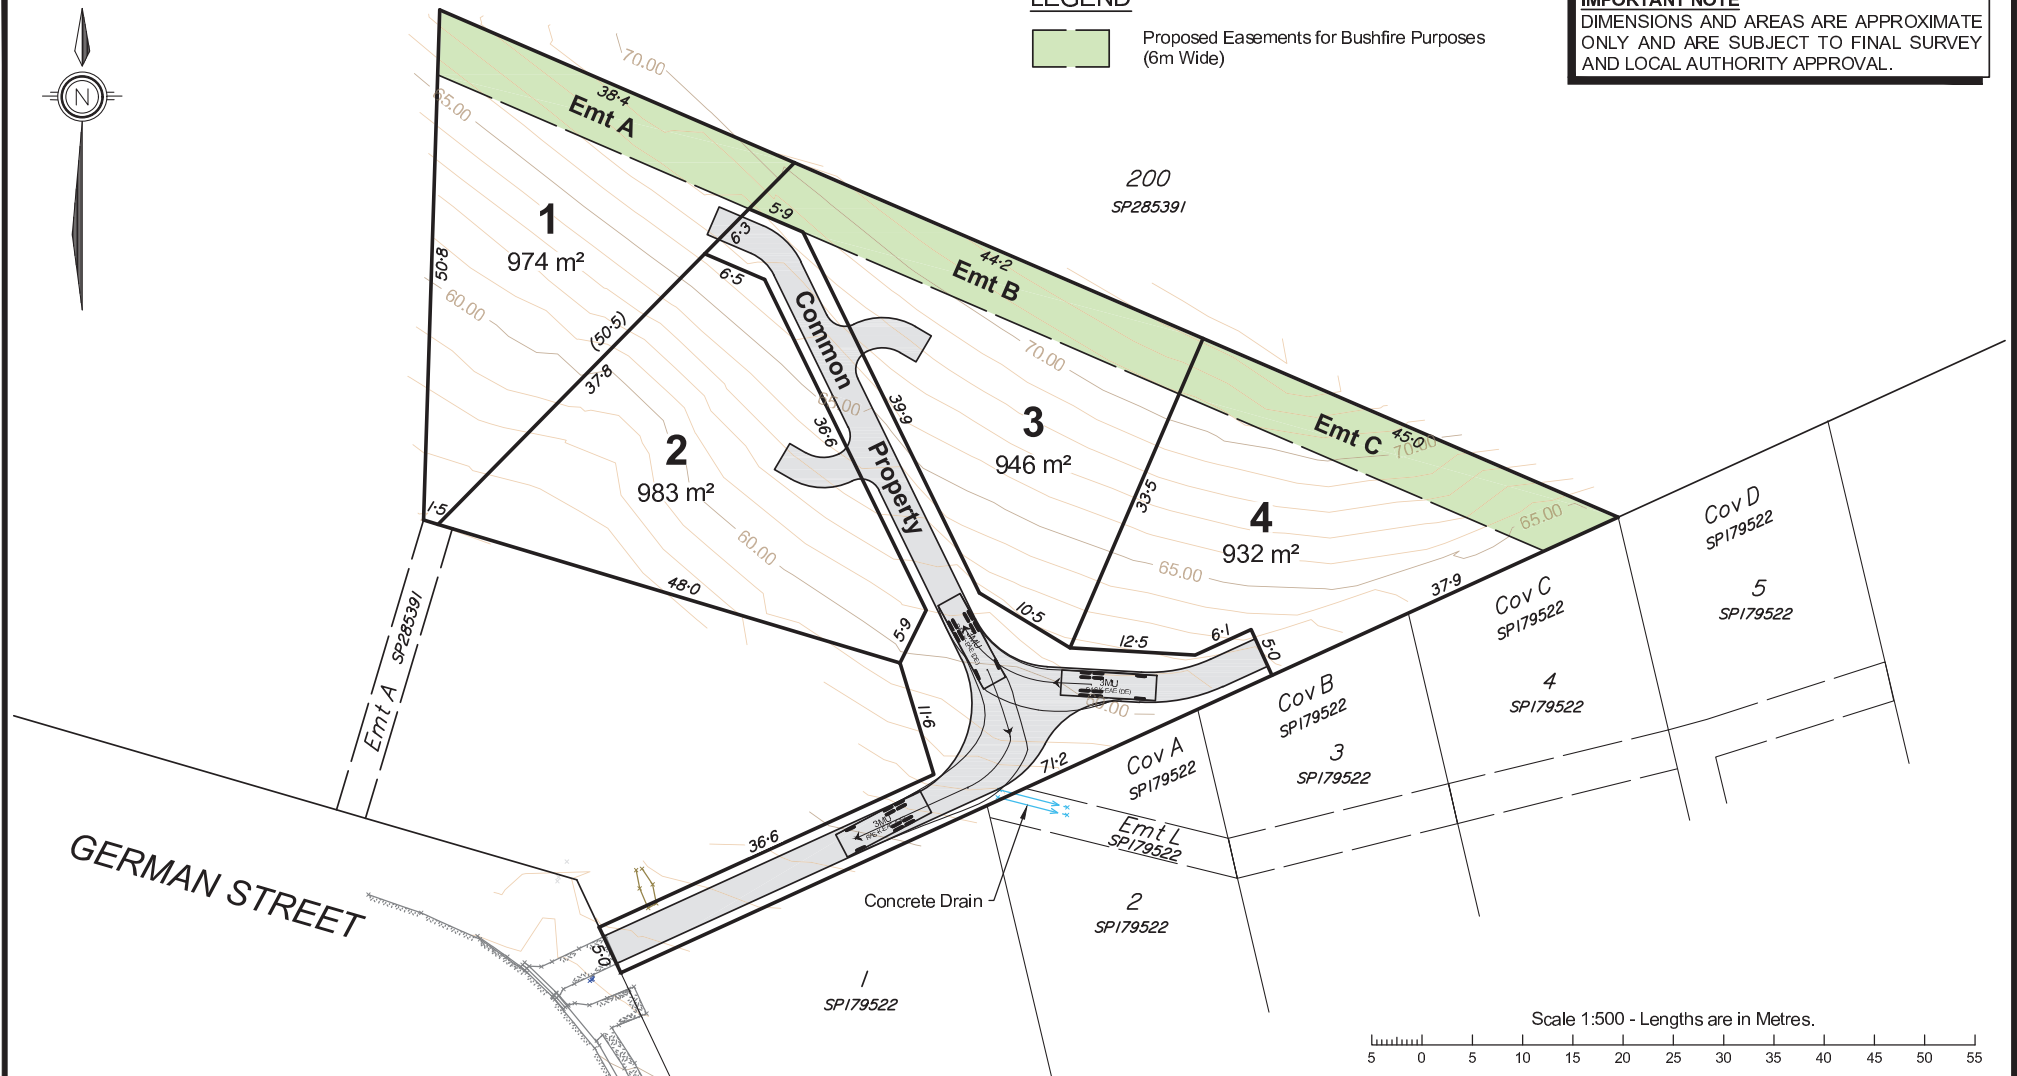 LEGEND
Proposed Easements for Bushfire Purposes
(6m Wide)
IMPORTANT NOTE
DIMENSIONS AND AREAS ARE APPROXIMATE
ONLY AND ARE SUBJECT TO FINAL SURVEY
AND LOCAL AUTHORITY APPROVAL.
N
70.00
65.00
38·4
Emt A
200
SP285391
1
974 m²
5·9
6·3
6·5
50·8
60.00
44·2
Emt B
(50·5)
37·8
Common
Property
70.00
65.00
39·9
36·6
3
946 m²
2
983 m²
Emt C
45·0
70.00
65.00
33·5
4
932 m²
1·5
60.00
65.00
48·0
5·9
10·5
12·5
6·1
5·0
37·9
Cov D
SP179522
5
SP179522
Cov C
SP179522
4
SP179522
Cov B
SP179522
3
SP179522
Cov A
SP179522
Emt A
SP285391
11·6
3MU
3MU
3MU
71·2
Emt L
SP179522
36·6
Concrete Drain
2
SP179522
GERMAN STREET
5·0
1
SP179522
Scale 1:500 - Lengths are in Metres.
5 0 5 10 15 20 25 30 35 40 45 50 55